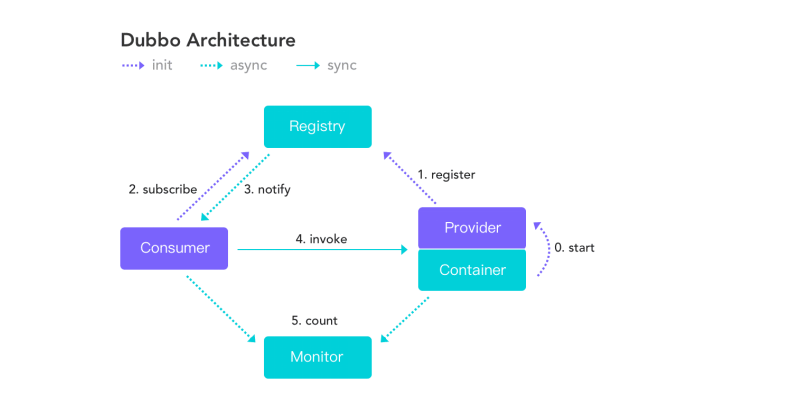 Dubbo Architecture
init async sync
Registry
2. subscribe
3. notify
1. register
Consumer
4. invoke
Provider
Container
0. start
5. count
Monitor